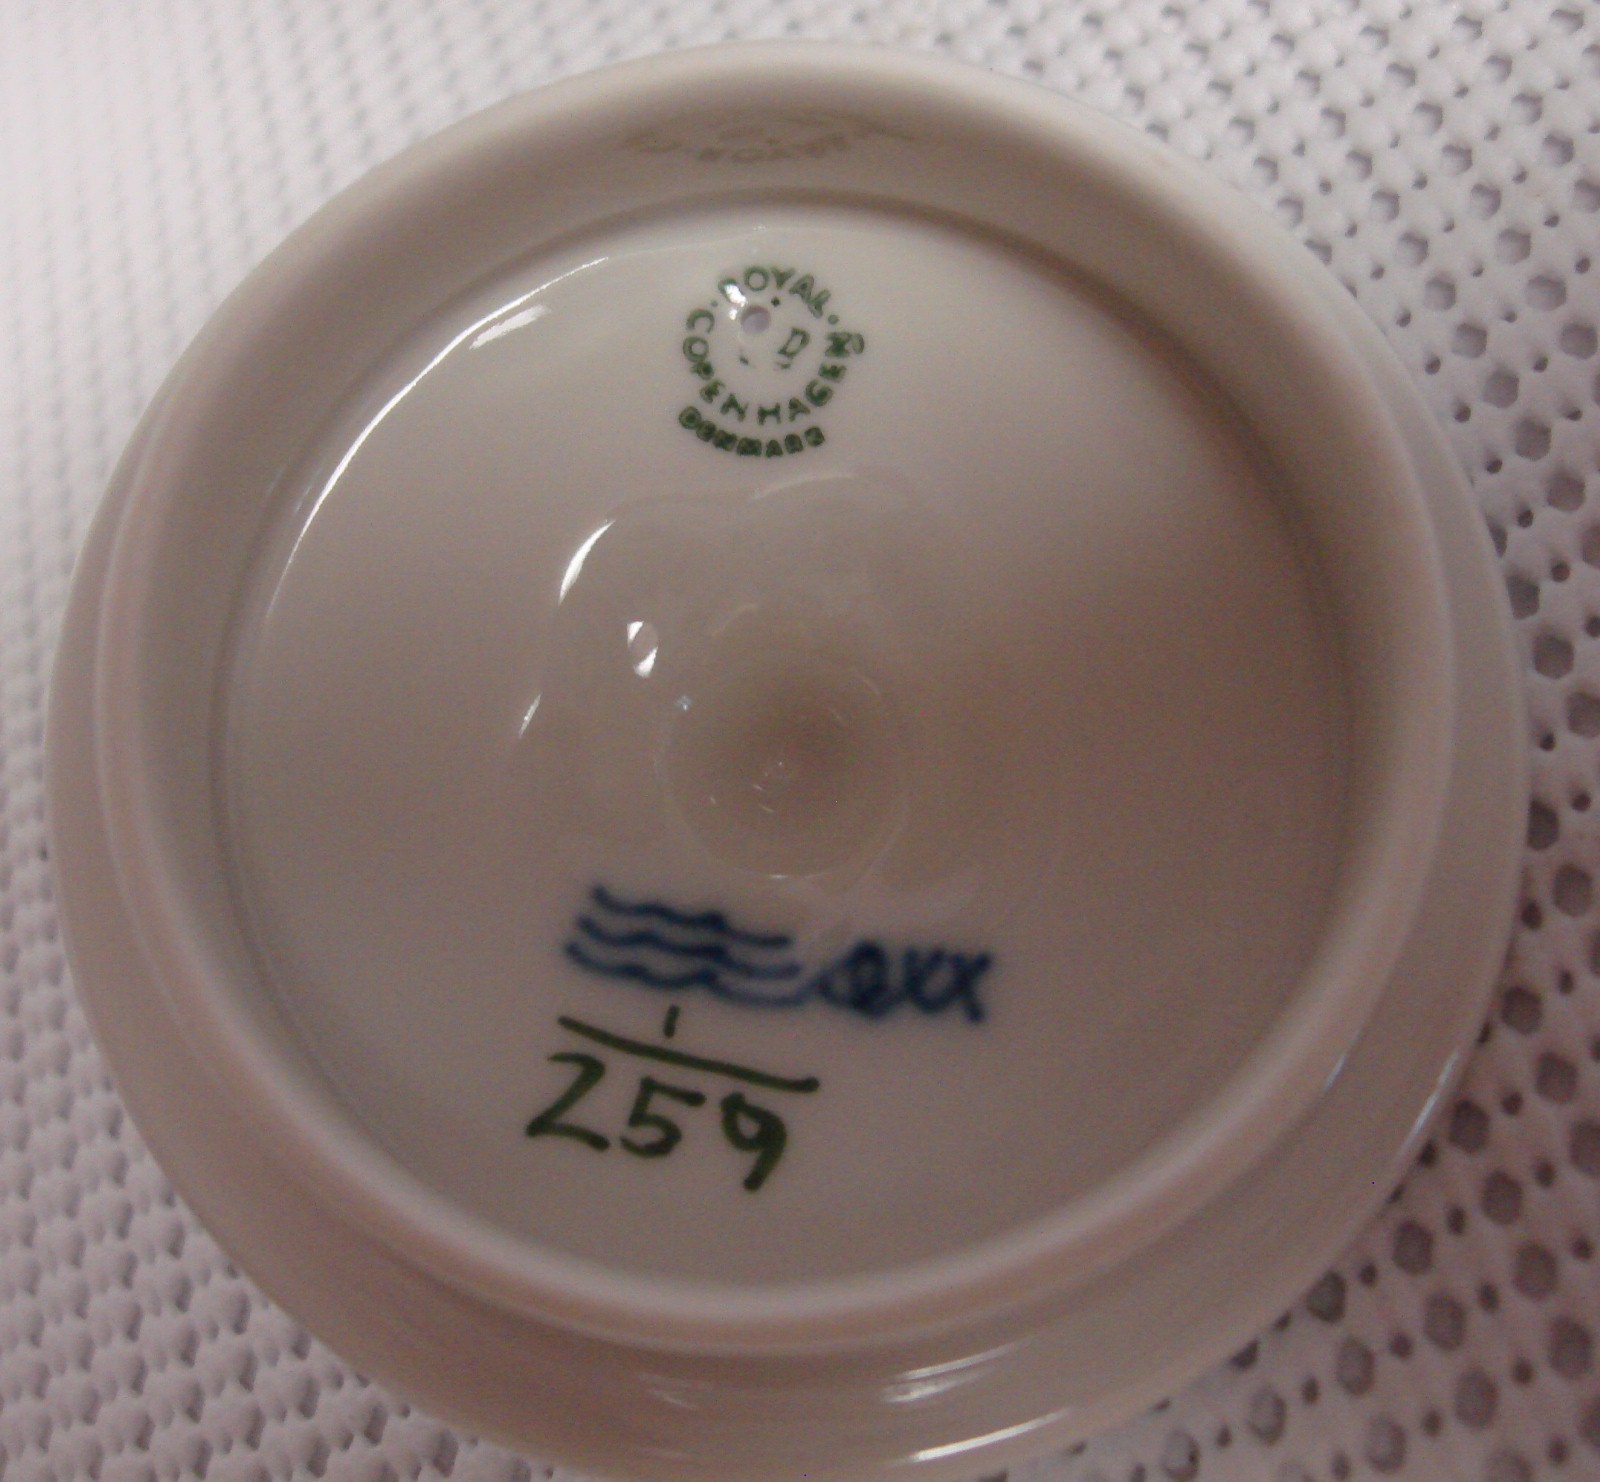 ROYAL.
COPENHAGEN
DENMARK
1
259